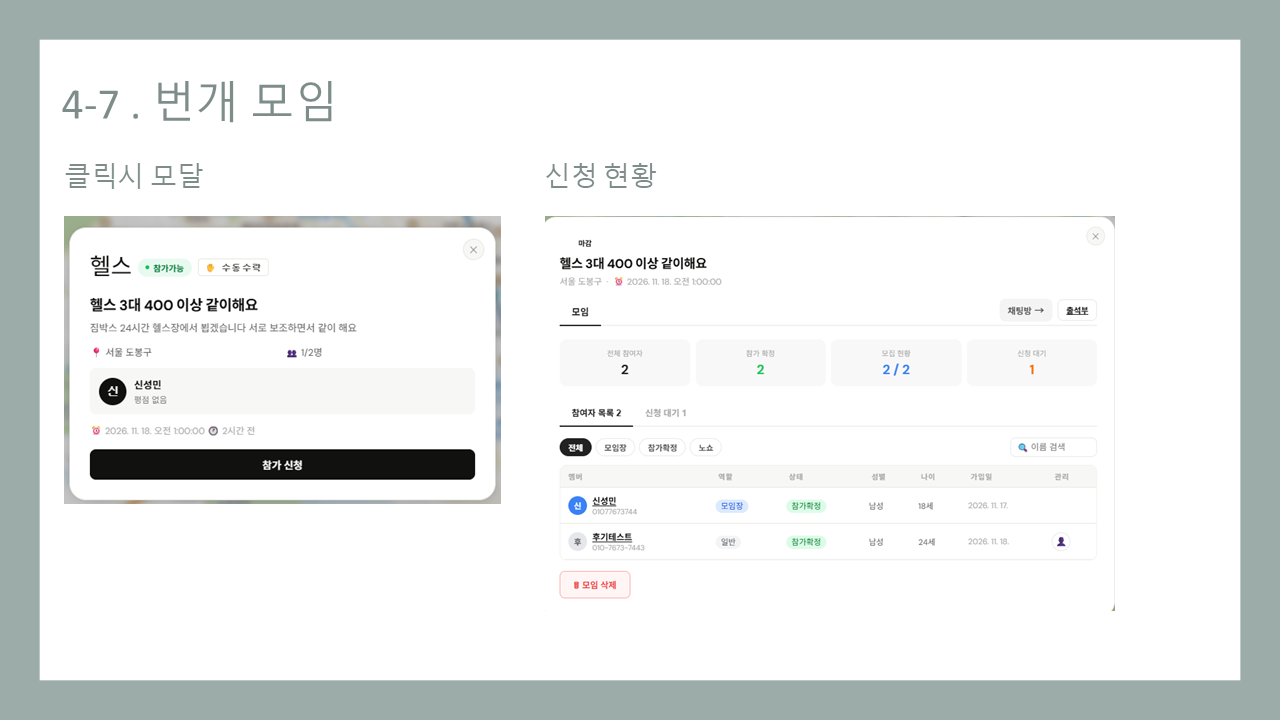 4-7 . 번개 모임
클릭시 모달
헬스 참가가능 수동수락
헬스 3대 400 이상 같이해요
짐박스 24시간 헬스장에서 뵙겠습니다 서로 보조하면서 같이 해요
서울 도봉구 1/2명
신 신성민
평점 없음
2026. 11. 18. 오전 1:00:00 2시간 전
참가 신청
신청 현황
마감
헬스 3대 400 이상 같이해요
서울 도봉구 · 2026. 11. 18. 오전 1:00:00
모임 채팅방 → 출석부
전체 참여자 참가 확정 모집 현황 신청 대기
2 2 2 / 2 1
참여자 목록 2 신청 대기 1
전체 모임장 참가확정 노쇼 이름 검색
멤버 역할 상태 성별 나이 가입일 관리
신 신성민 모임장 참가확정 남성 18세 2026. 11. 17.
01077673744
후 후기테스트 일반 참가확정 남성 24세 2026. 11. 18.
010-7673-7443
모임 삭제